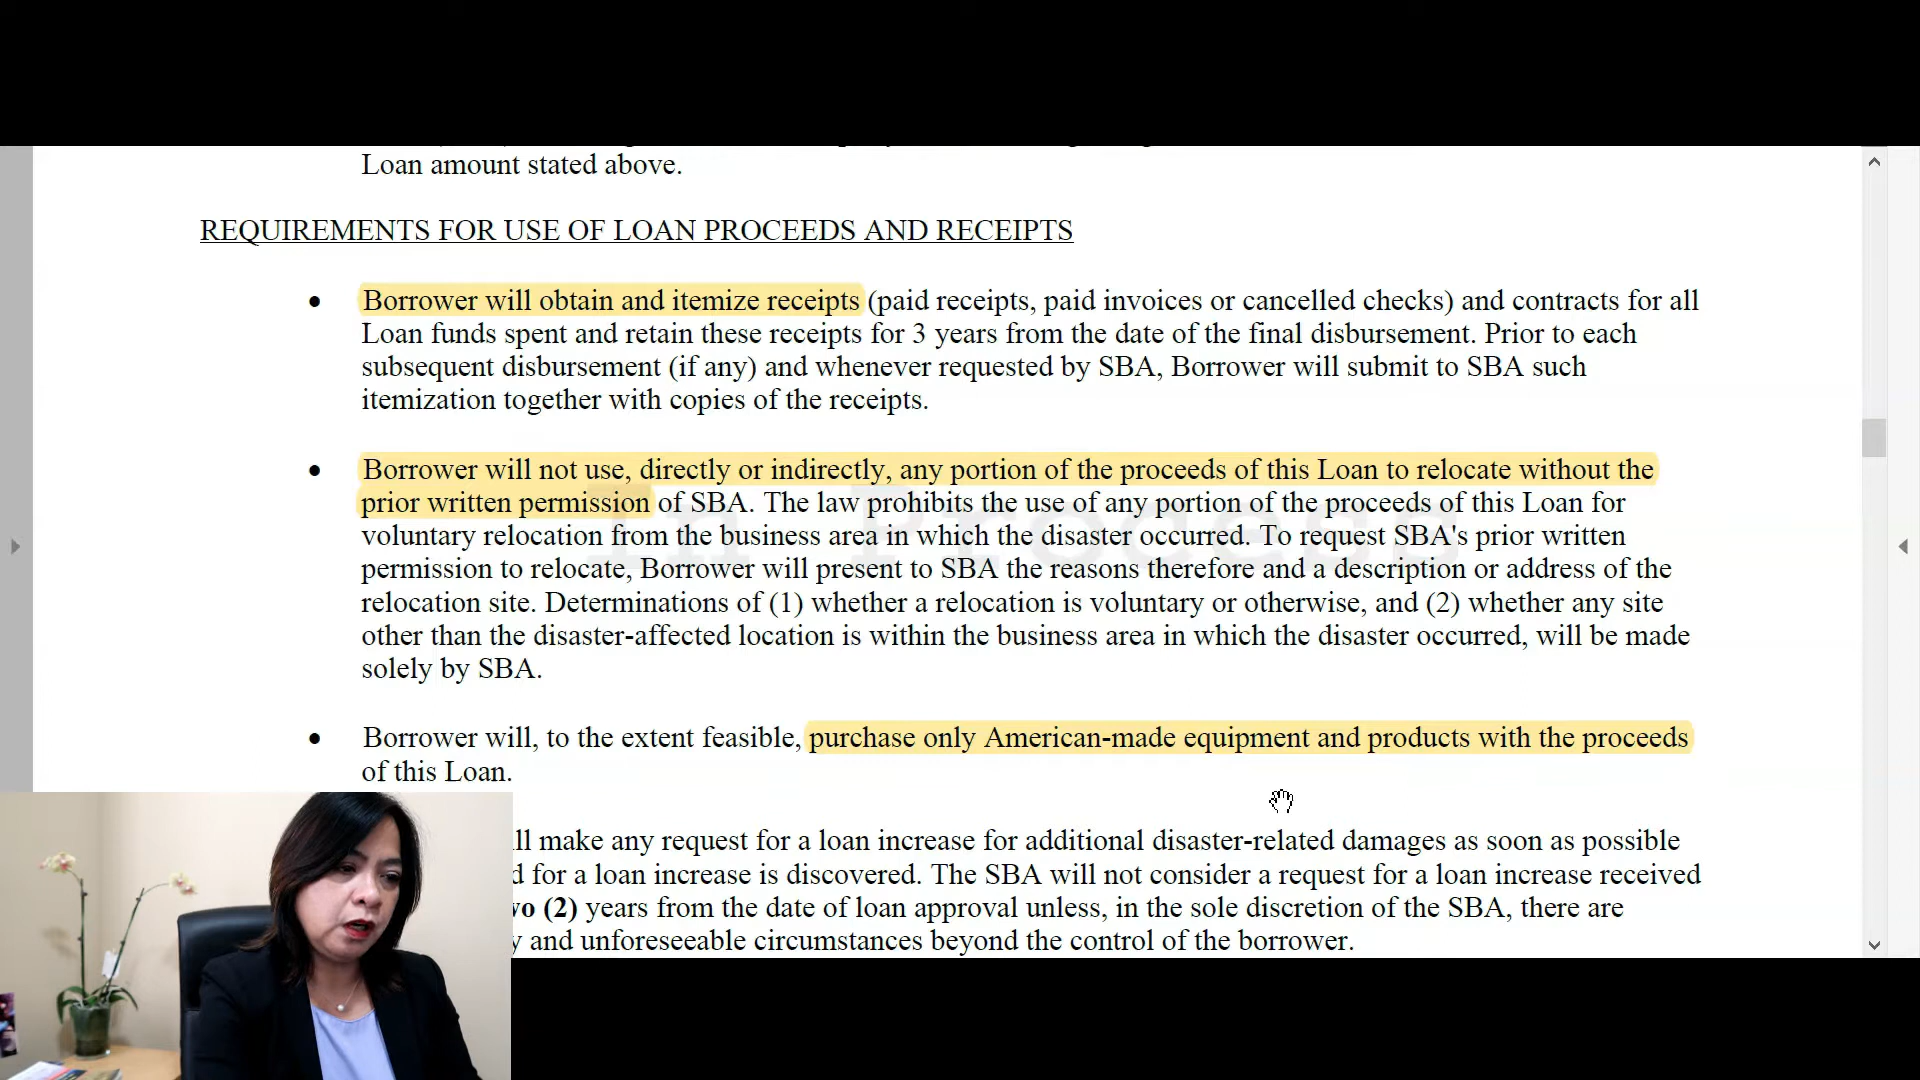 Loan amount stated above.
REQUIREMENTS FOR USE OF LOAN PROCEEDS AND RECEIPTS
• Borrower will obtain and itemize receipts (paid receipts, paid invoices or cancelled checks) and contracts for all
Loan funds spent and retain these receipts for 3 years from the date of the final disbursement. Prior to each
subsequent disbursement (if any) and whenever requested by SBA, Borrower will submit to SBA such
itemization together with copies of the receipts.
• Borrower will not use, directly or indirectly, any portion of the proceeds of this Loan to relocate without the
prior written permission of SBA. The law prohibits the use of any portion of the proceeds of this Loan for
voluntary relocation from the business area in which the disaster occurred. To request SBA's prior written
permission to relocate, Borrower will present to SBA the reasons therefore and a description or address of the
relocation site. Determinations of (1) whether a relocation is voluntary or otherwise, and (2) whether any site
other than the disaster-affected location is within the business area in which the disaster occurred, will be made
solely by SBA.
In Process
• Borrower will, to the extent feasible, purchase only American-made equipment and products with the proceeds
of this Loan.
make any request for a loan increase for additional disaster-related damages as soon as possible
for a loan increase is discovered. The SBA will not consider a request for a loan increase received
(2) years from the date of loan approval unless, in the sole discretion of the SBA, there are
and unforeseeable circumstances beyond the control of the borrower.